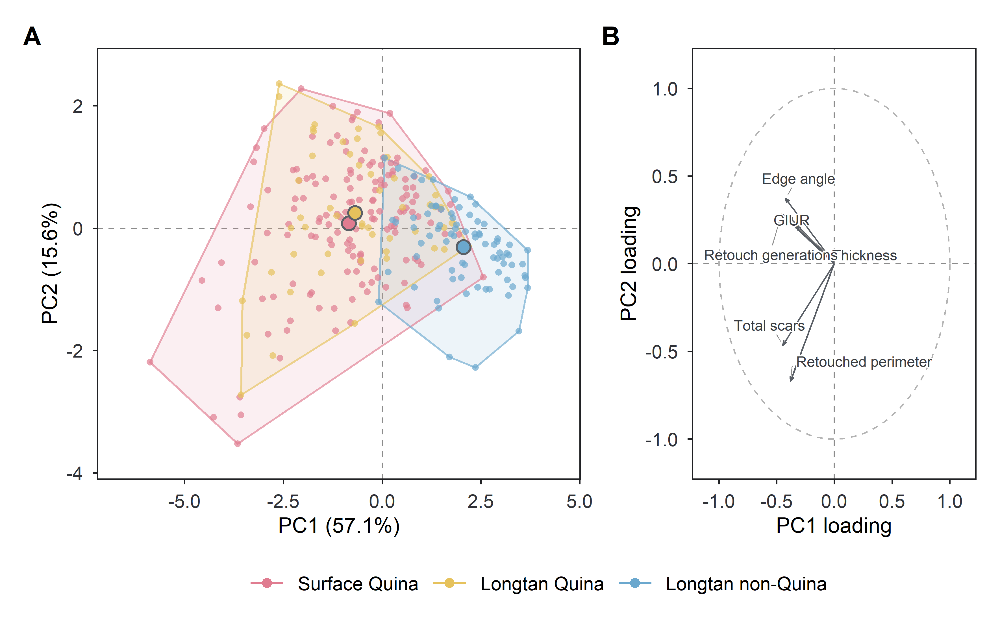 A
B
2
0
-2
-4
PC2 (15.6%)
-5.0
-2.5
0.0
2.5
5.0
PC1 (57.1%)
1.0
0.5
0.0
-0.5
-1.0
PC2 loading
Edge angle
GIUR
Retouch generations
Thickness
Total scars
Retouched perimeter
-1.0
-0.5
0.0
0.5
1.0
PC1 loading
Surface Quina
Longtan Quina
Longtan non-Quina